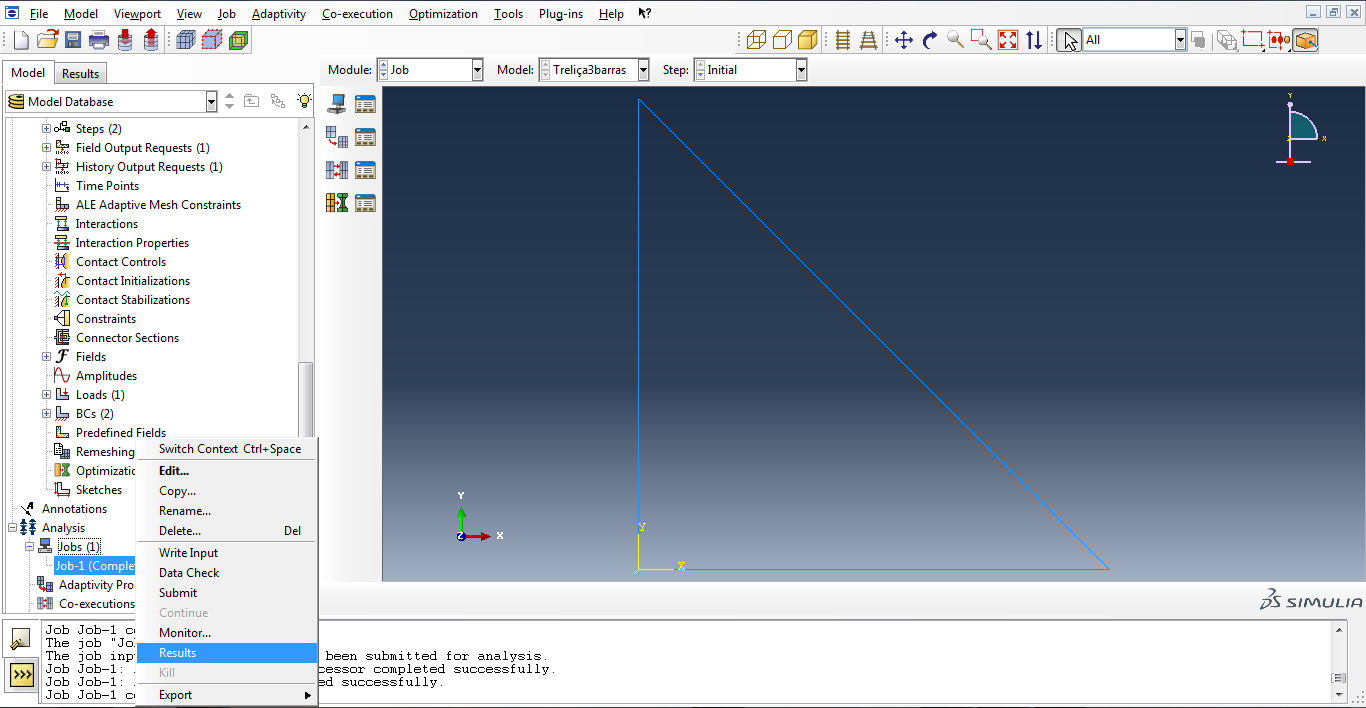 File Model Viewport View Job Adaptivity Co-execution Optimization Tools Plug-ins Help
All
Model Results
Module: Job Model: Treliça3barras Step: Initial
Model Database
Steps (2)
Field Output Requests (1)
History Output Requests (1)
Time Points
ALE Adaptive Mesh Constraints
Interactions
Interaction Properties
Contact Controls
Contact Initializations
Contact Stabilizations
Constraints
Connector Sections
Fields
Amplitudes
Loads (1)
BCs (2)
Predefined Fields
Remeshing
Optimizatio
Sketches
Annotations
Analysis
Jobs (1)
Job-1 (Comple
Adaptivity Pro
Co-executions
Switch Context Ctrl+Space
Edit...
Copy...
Rename...
Delete... Del
Write Input
Data Check
Submit
Continue
Monitor...
Results
Kill
Export
Y
X
Z
Y
X
Z
Y
X
SIMULIA
Job Job-1 co
The job "Jo
The job inp been submitted for analysis.
Job Job-1: cessor completed successfully.
Job Job-1: ed successfully.
Job Job-1 co